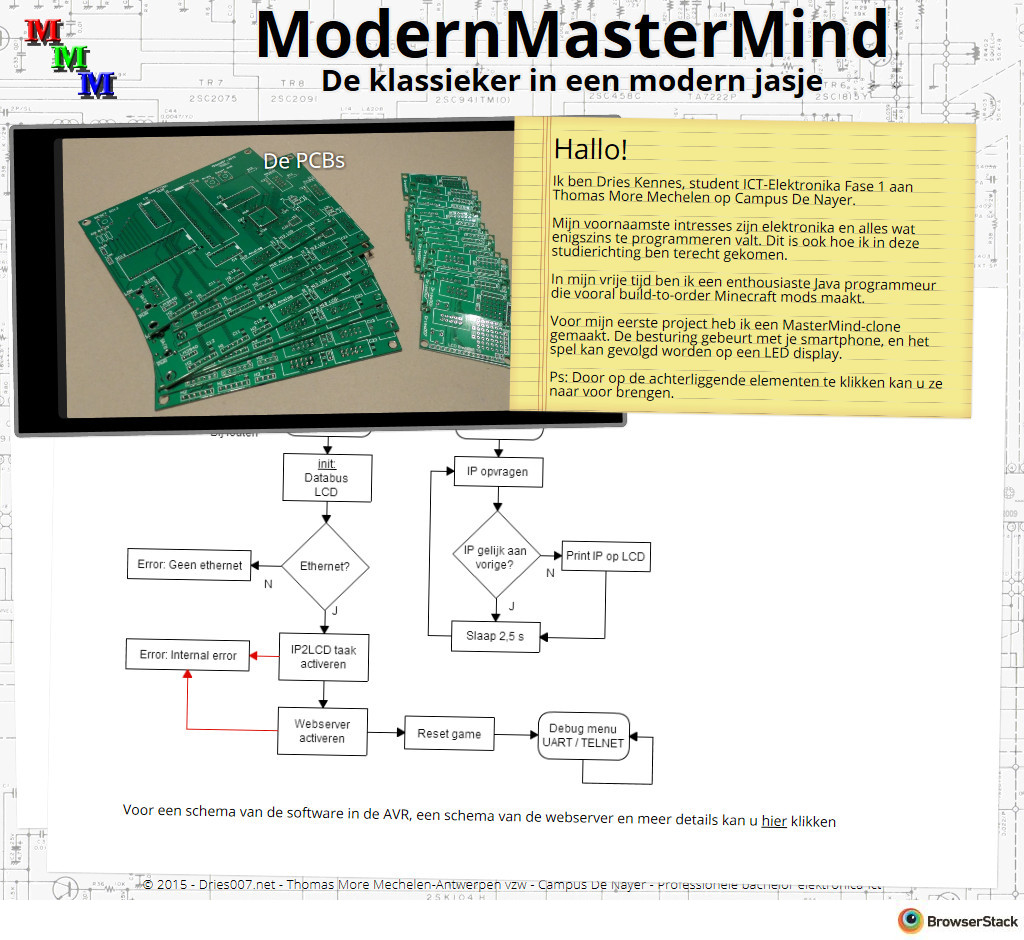 M
M
M
ModernMasterMind
De klassieker in een modern jasje
TR7
TR8
TR6
2SC2075
2SC2091
2SC941TM(O)
2SC458C
TA7222P
2SC1815Y
De PCBs
Hallo!
Ik ben Dries Kennes, student ICT-Elektronika Fase 1 aan
Thomas More Mechelen op Campus De Nayer.
Mijn voornaamste intresses zijn elektronika en alles wat
enigszins te programmeren valt. Dit is ook hoe ik in deze
studierichting ben terecht gekomen.
In mijn vrije tijd ben ik een enthousiaste Java programmeur
die vooral build-to-order Minecraft mods maakt.
Voor mijn eerste project heb ik een MasterMind-clone
gemaakt. De besturing gebeurt met je smartphone, en het
spel kan gevolgd worden op een LED display.
Ps: Door op de achterliggende elementen te klikken kan u ze
naar voor brengen.
init:
Databus
LCD
IP opvragen
Error: Geen ethernet
N
Ethernet?
J
IP gelijk aan
vorige?
N
Print IP op LCD
J
Slaap 2,5 s
Error: Internal error
IP2LCD taak
activeren
Webserver
activeren
Reset game
Debug menu
UART / TELNET
Voor een schema van de software in de AVR, een schema van de webserver en meer details kan u hier klikken
© 2015 - Dries007.net - Thomas More Mechelen-Antwerpen vzw - Campus De Nayer - Professionele bachelor elektronica-ict
BrowserStack